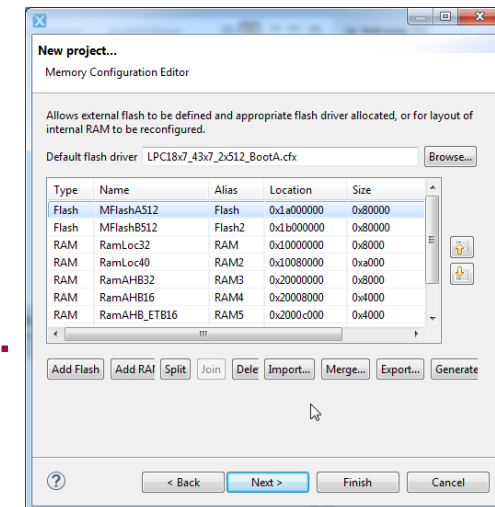 New project...
Memory Configuration Editor
Allows external flash to be defined and appropriate flash driver allocated, or for layout of
internal RAM to be reconfigured.
Default flash driver LPC18x7_43x7_2x512_BootA.cfx Browse...
Type Name Alias Location Size
Flash MFlashA512 Flash 0x1a000000 0x80000
Flash MFlashB512 Flash2 0x1b000000 0x80000
RAM RamLoc32 RAM 0x10000000 0x8000
RAM RamLoc40 RAM2 0x10080000 0xa000
RAM RamAHB32 RAM3 0x20000000 0x8000
RAM RamAHB16 RAM4 0x20008000 0x4000
RAM RamAHB_ETB16 RAM5 0x2000c000 0x4000
Add Flash Add RAI Split Join Dele Import... Merge... Export... Generate
? < Back Next > Finish Cancel